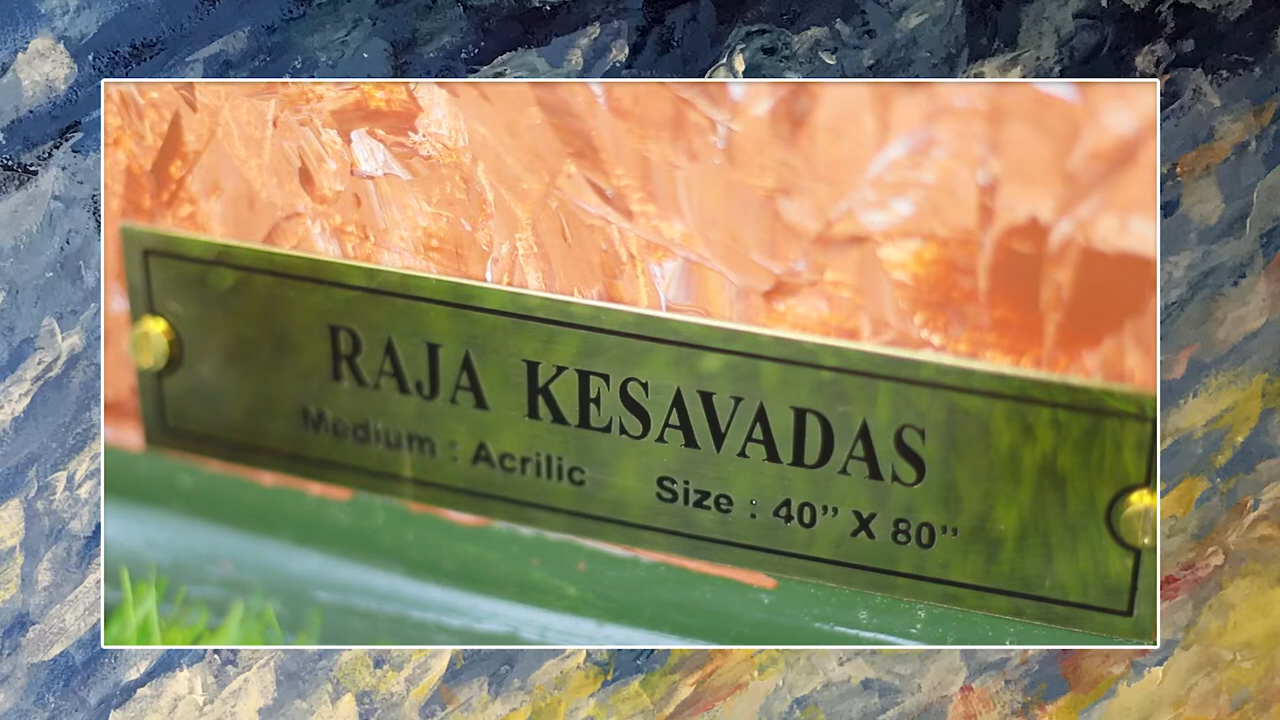 RAJA KESAVADAS
Medium : Acrilic Size : 40” X 80”